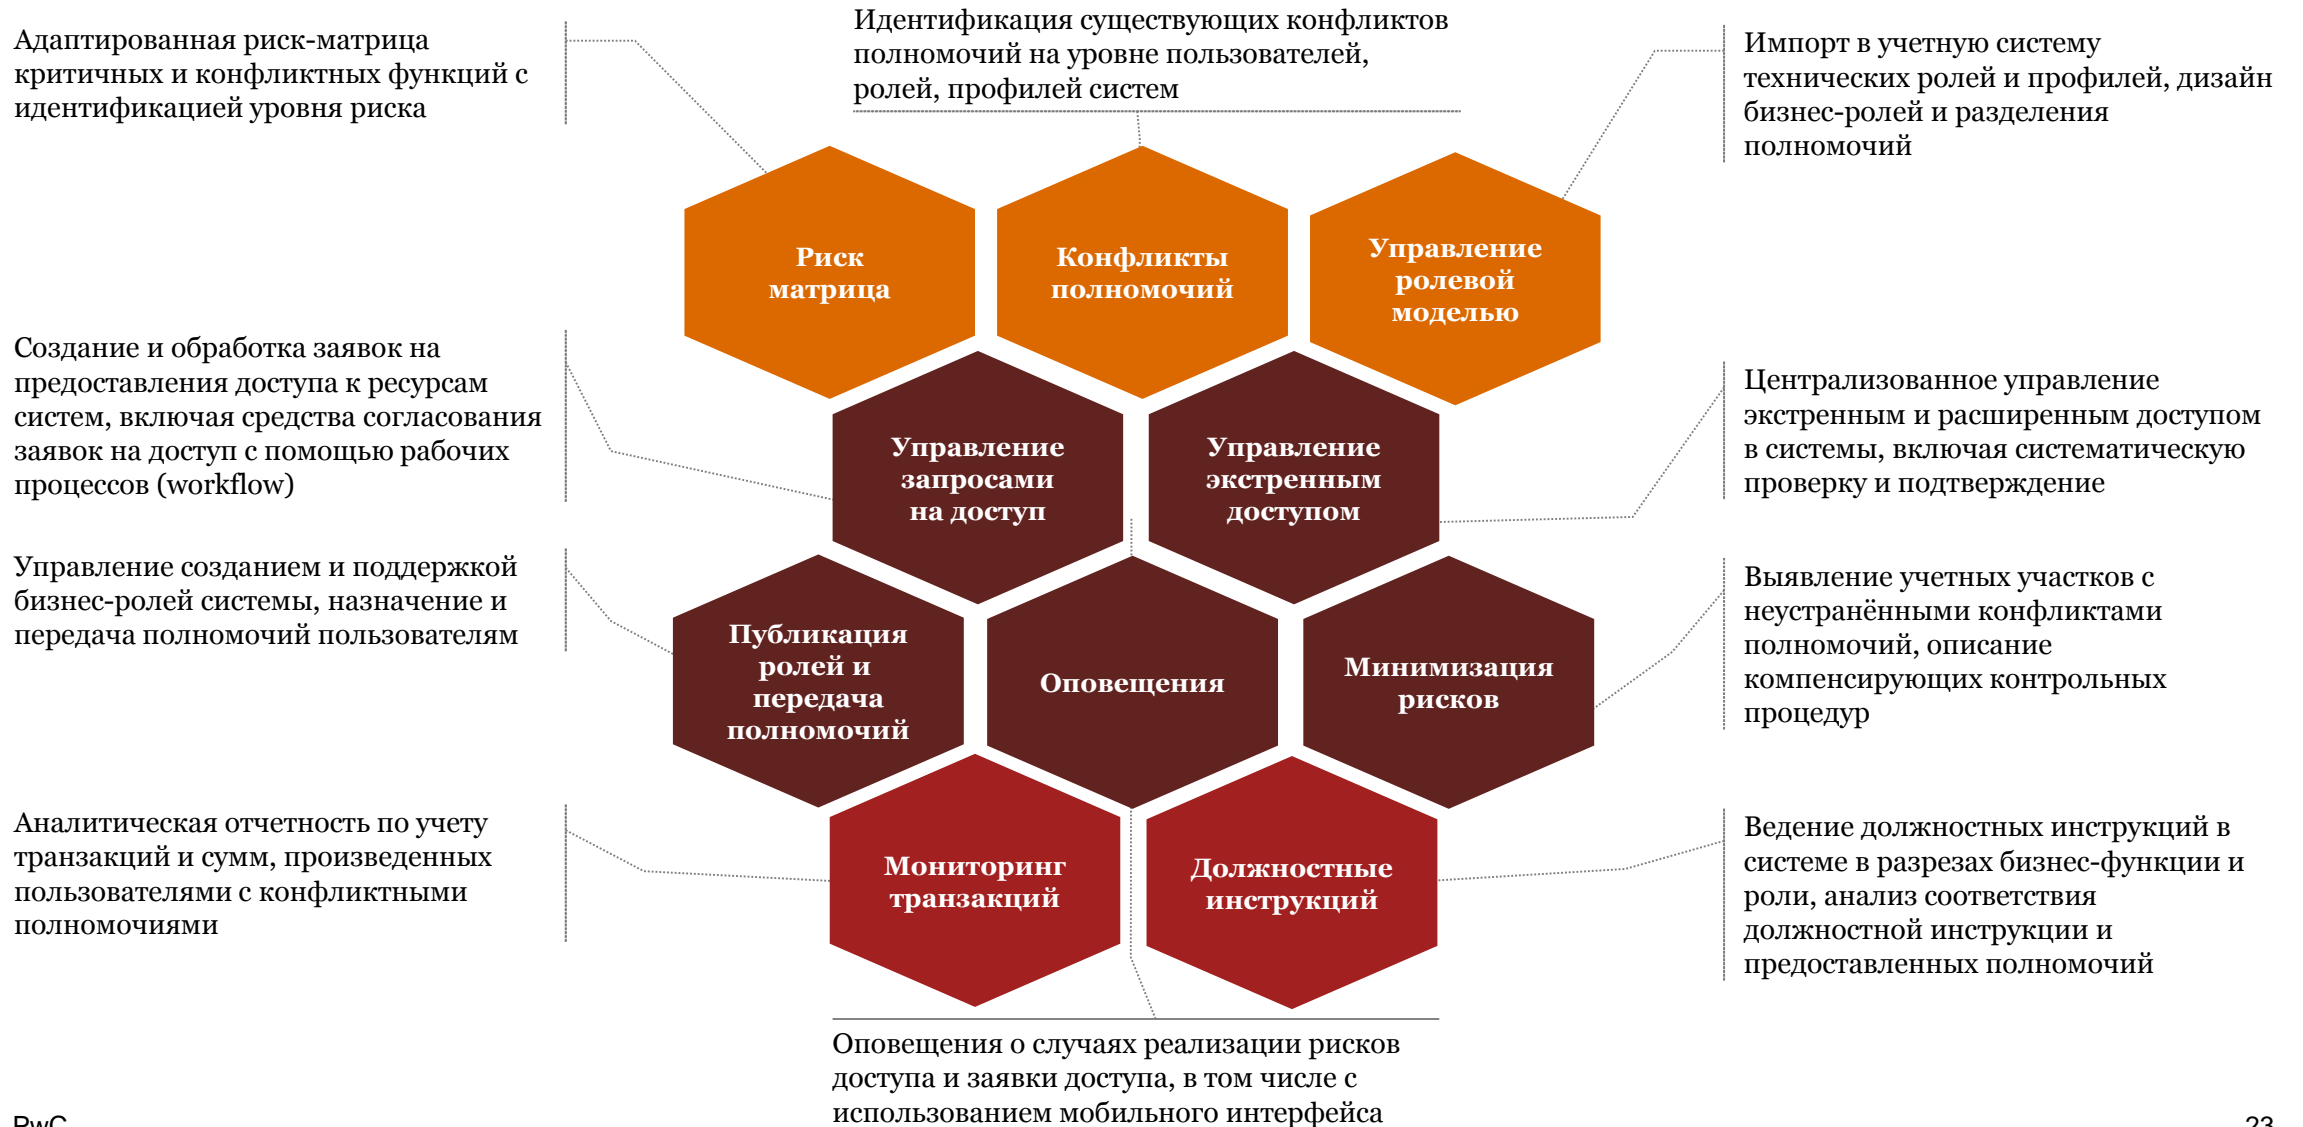 Адаптированная риск-матрица
критичных и конфликтных функций с
идентификацией уровня риска
Идентификация существующих конфликтов
полномочий на уровне пользователей,
ролей, профилей систем
Импорт в учетную систему
технических ролей и профилей, дизайн
бизнес-ролей и разделения
полномочий
Риск
матрица
Конфликты
полномочий
Управление
ролевой
моделью
Создание и обработка заявок на
предоставления доступа к ресурсам
систем, включая средства согласования
заявок на доступ с помощью рабочих
процессов (workflow)
Управление
запросами
на доступ
Управление
экстренным
доступом
Централизованное управление
экстренным и расширенным доступом
в системы, включая систематическую
проверку и подтверждение
Управление созданием и поддержкой
бизнес-ролей системы, назначение и
передача полномочий пользователям
Публикация
ролей и
передача
полномочий
Оповещения
Минимизация
рисков
Выявление учетных участков с
неустранёнными конфликтами
полномочий, описание
компенсирующих контрольных
процедур
Аналитическая отчетность по учету
транзакций и сумм, произведенных
пользователями с конфликтными
полномочиями
Мониторинг
транзакций
Должностные
инструкций
Ведение должностных инструкций в
системе в разрезах бизнес-функции и
роли, анализ соответствия
должностной инструкции и
предоставленных полномочий
Оповещения о случаях реализации рисков
доступа и заявки доступа, в том числе с
использованием мобильного интерфейса
PwC
23